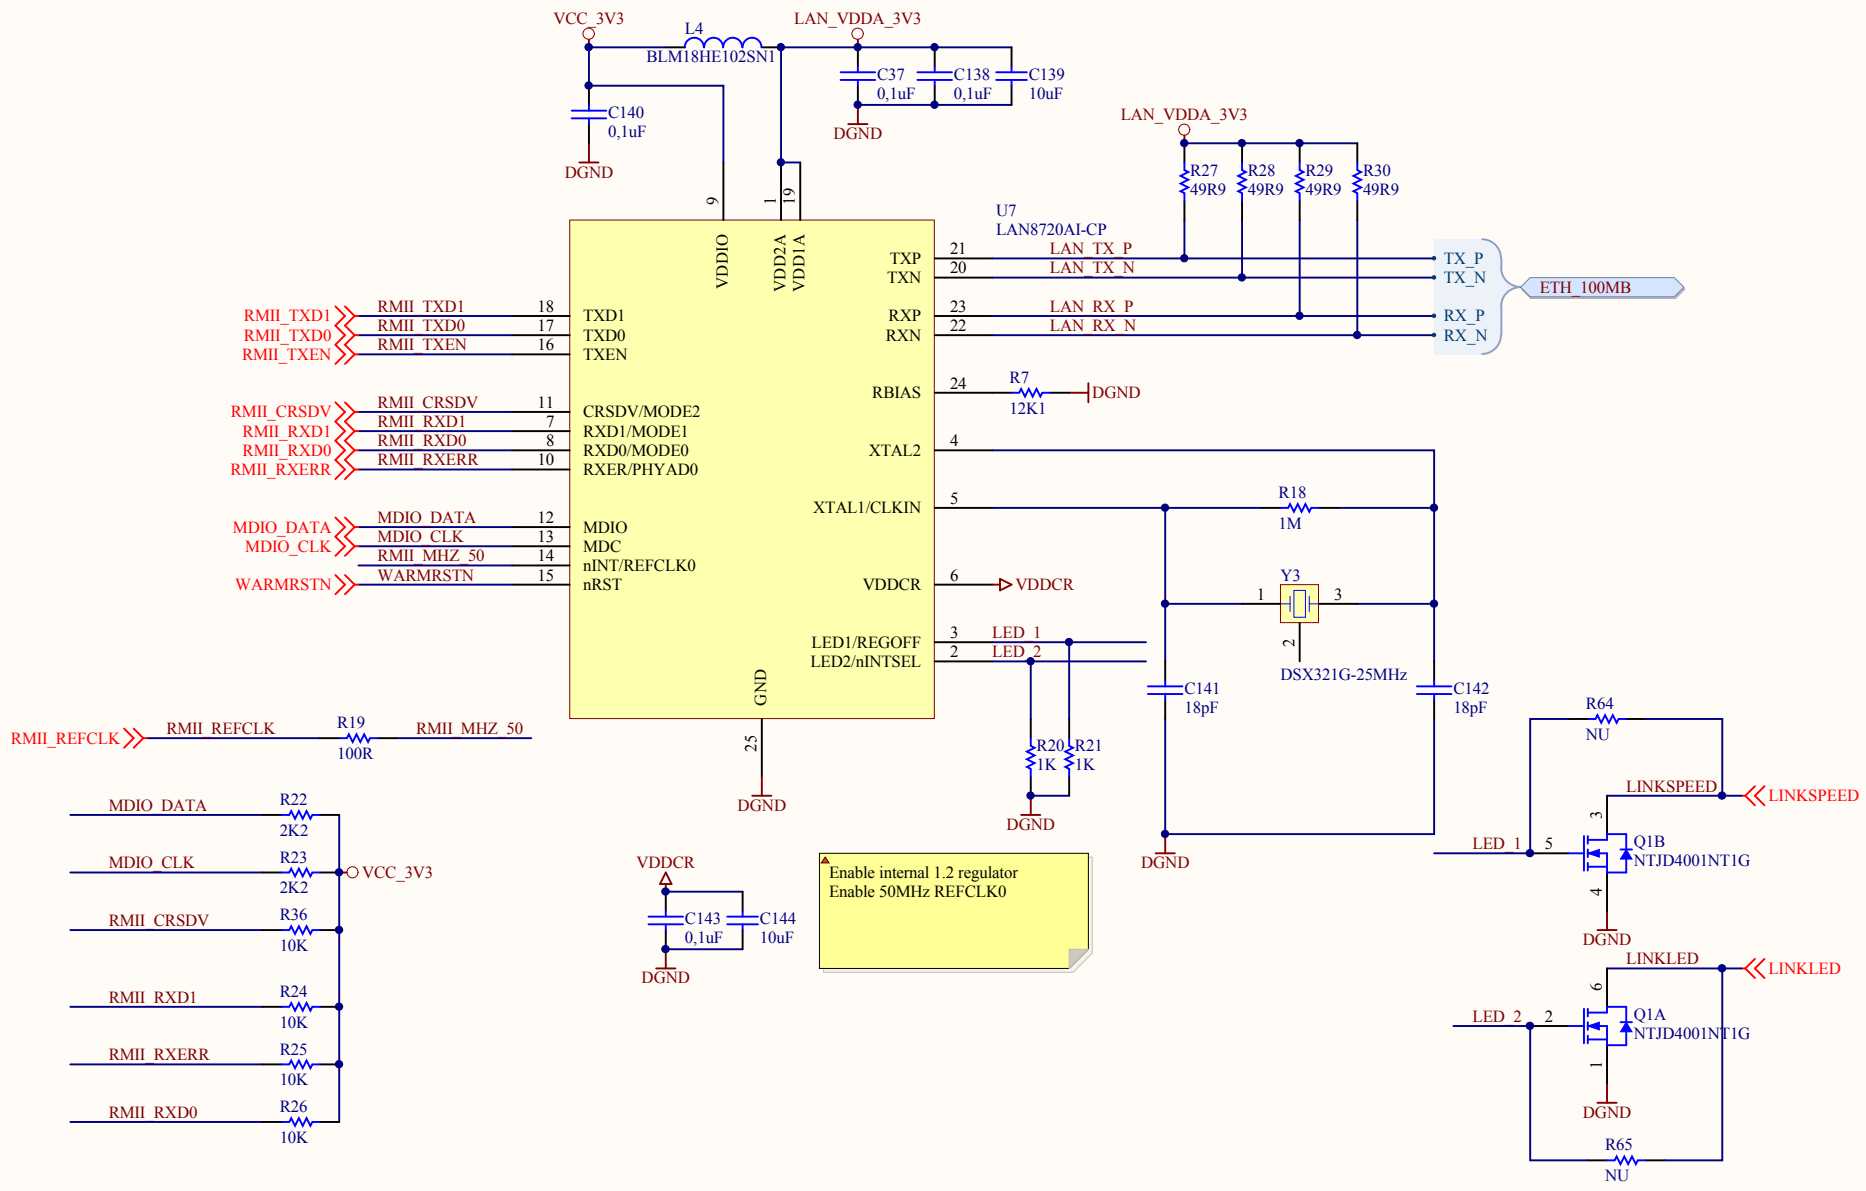 VCC_3V3
L4
BLM18HE102SN1
LAN_VDDA_3V3
C37
0,1uF
C138
0,1uF
C139
10uF
DGND
C140
0,1uF
DGND
LAN_VDDA_3V3
R27
49R9
R28
49R9
R29
49R9
R30
49R9
9
1
19
U7
LAN8720AI-CP
VDDIO
VDD2A
VDD1A
TXP
21
LAN_TX_P
TX_P
TXN
20
LAN_TX_N
TX_N
ETH_100MB
RXP
23
LAN_RX_P
RX_P
RXN
22
LAN_RX_N
RX_N
RMII_TXD1
RMII_TXD1
18
TXD1
RMII_TXD0
RMII_TXD0
17
TXD0
RMII_TXEN
RMII_TXEN
16
TXEN
RBIAS
24
R7
12K1
DGND
RMII_CRSDV
RMII_CRSDV
11
CRSDV/MODE2
RMII_RXD1
RMII_RXD1
7
RXD1/MODE1
RMII_RXD0
RMII_RXD0
8
RXD0/MODE0
RMII_RXERR
RMII_RXERR
10
RXER/PHYAD0
XTAL2
4
XTAL1/CLKIN
5
R18
1M
MDIO_DATA
MDIO_DATA
12
MDIO
MDIO_CLK
MDIO_CLK
13
MDC
RMII_MHZ_50
14
nINT/REFCLK0
WARMRSTN
WARMRSTN
15
nRST
VDDCR
6
VDDCR
Y3
1
3
2
DSX321G-25MHz
LED1/REGOFF
3
LED_1
LED2/nINTSEL
2
LED_2
GND
25
DGND
C141
18pF
C142
18pF
R20
1K
R21
1K
DGND
DGND
RMII_REFCLK
RMII_REFCLK
R19
100R
RMII_MHZ_50
MDIO_DATA
R22
2K2
MDIO_CLK
R23
2K2
VCC_3V3
RMII_CRSDV
R36
10K
RMII_RXD1
R24
10K
RMII_RXERR
R25
10K
RMII_RXD0
R26
10K
VDDCR
C143
0,1uF
C144
10uF
DGND
Enable internal 1.2 regulator
Enable 50MHz REFCLK0
R64
NU
LINKSPEED
LINKSPEED
3
LED_1
5
Q1B
NTJD4001NT1G
4
DGND
LINKLED
LINKLED
6
LED_2
2
Q1A
NTJD4001NT1G
1
DGND
R65
NU